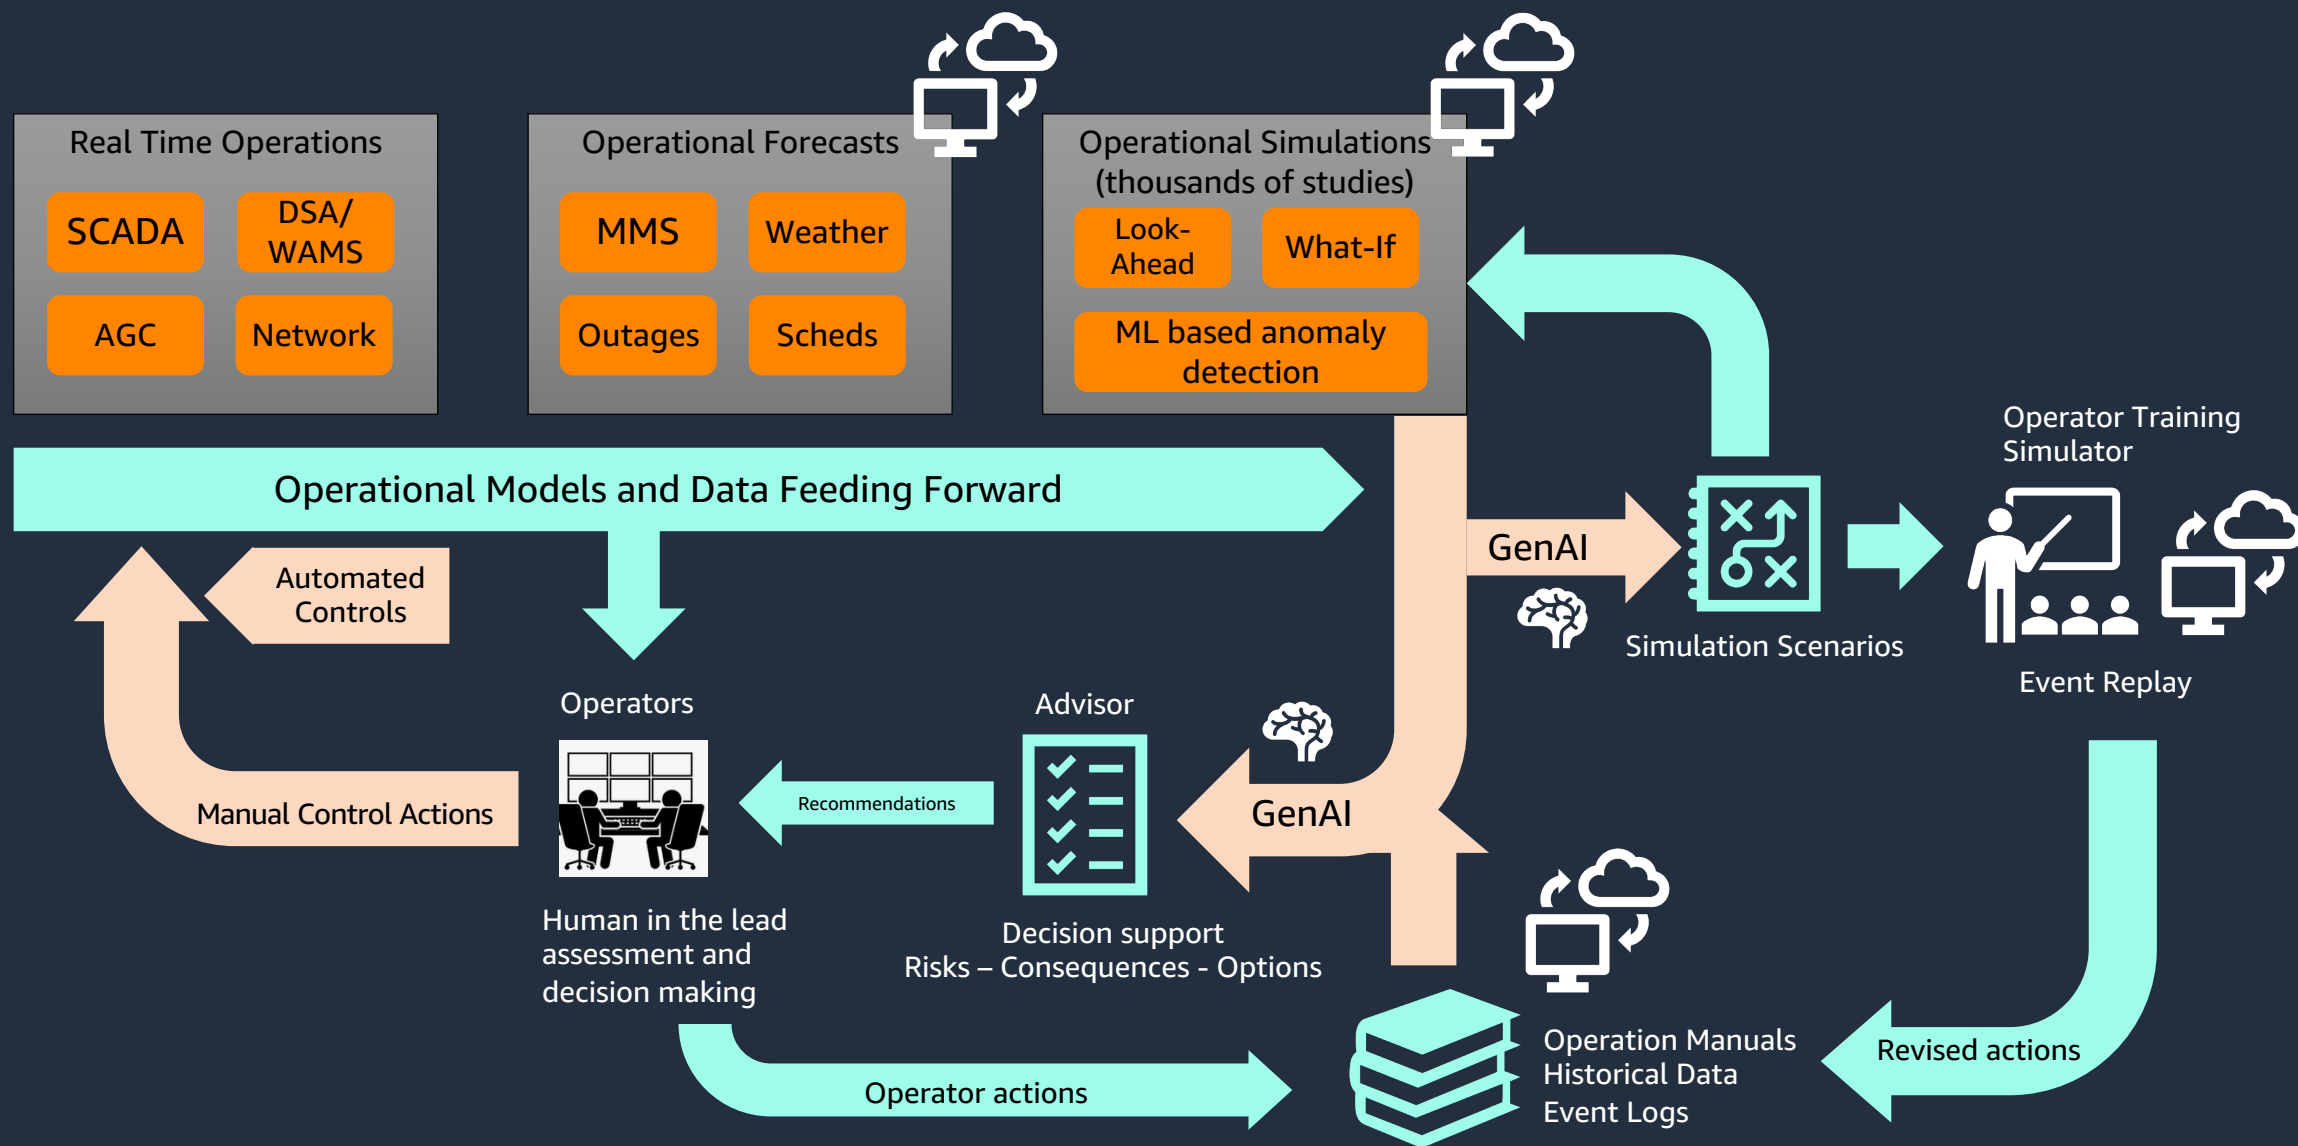 Real Time Operations
SCADA
DSA/
WAMS
AGC
Network
Operational Forecasts
MMS
Weather
Outages
Scheds
Operational Simulations
(thousands of studies)
Look-
Ahead
What-If
ML based anomaly
detection
Operational Models and Data Feeding Forward
Automated
Controls
GenAI
Simulation Scenarios
Operator Training
Simulator
Event Replay
Operators
Advisor
Manual Control Actions
Recommendations
GenAI
Human in the lead
assessment and
decision making
Decision support
Risks – Consequences - Options
Operator actions
Operation Manuals
Historical Data
Event Logs
Revised actions